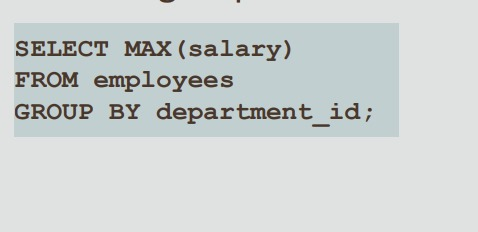 SELECT MAX(salary)
FROM employees
GROUP BY department_id;